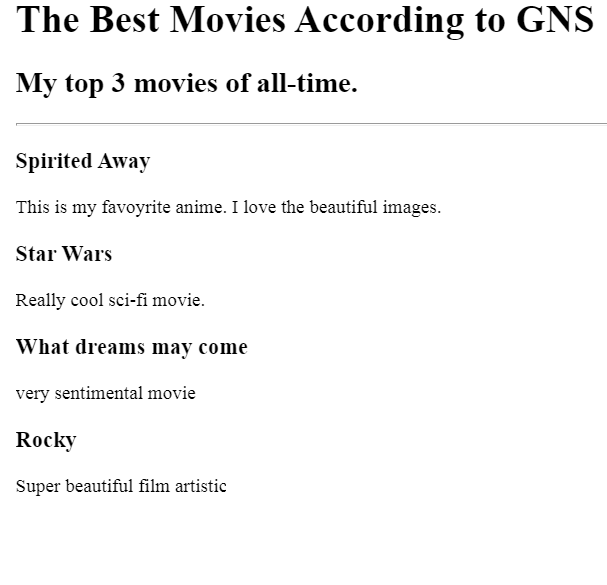 The Best Movies According to GNS
My top 3 movies of all-time.
Spirited Away
This is my favoyrite anime. I love the beautiful images.
Star Wars
Really cool sci-fi movie.
What dreams may come
very sentimental movie
Rocky
Super beautiful film artistic